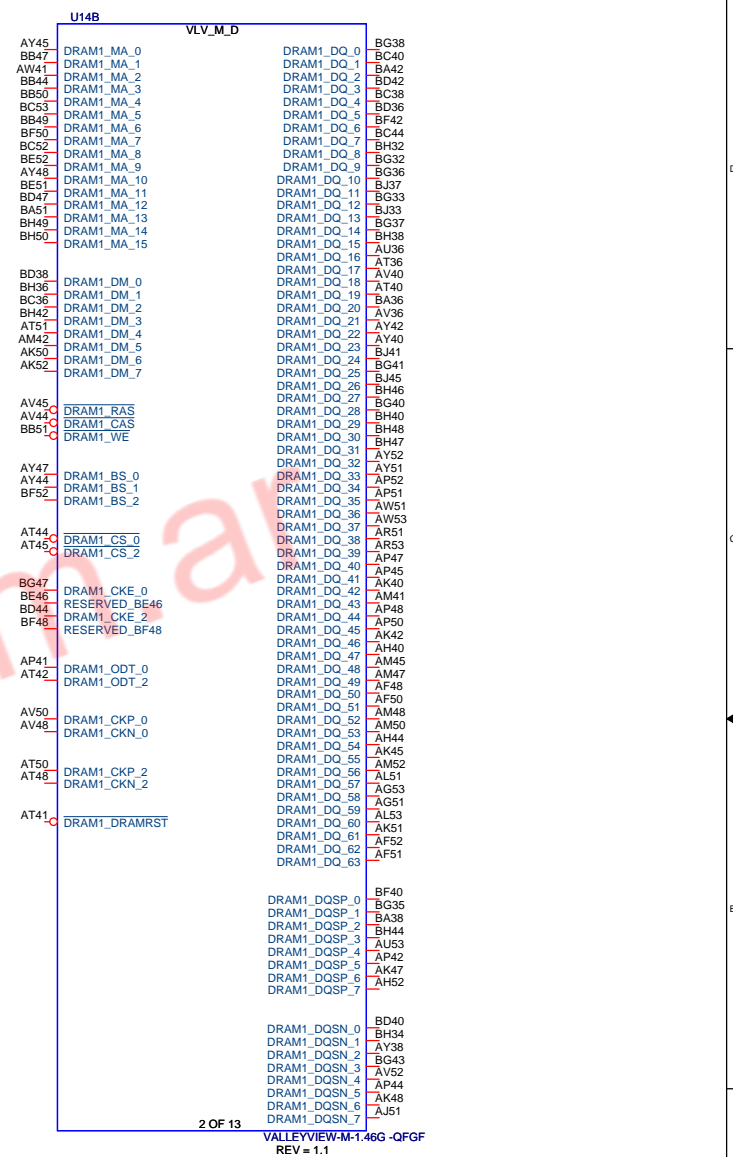 U14B
VLV_M_D
AY45 DRAM1_MA_0
BB47 DRAM1_MA_1
AW41 DRAM1_MA_2
BB44 DRAM1_MA_3
BB50 DRAM1_MA_4
BC53 DRAM1_MA_5
BB49 DRAM1_MA_6
BF50 DRAM1_MA_7
BC52 DRAM1_MA_8
BE52 DRAM1_MA_9
AY48 DRAM1_MA_10
BE51 DRAM1_MA_11
BD47 DRAM1_MA_12
BA51 DRAM1_MA_13
BH49 DRAM1_MA_14
BH50 DRAM1_MA_15
BD38 DRAM1_DM_0
BH36 DRAM1_DM_1
BC36 DRAM1_DM_2
BH42 DRAM1_DM_3
AT51 DRAM1_DM_4
AM42 DRAM1_DM_5
AK50 DRAM1_DM_6
AK52 DRAM1_DM_7
AV45 DRAM1_RAS
AV44 DRAM1_CAS
BB51 DRAM1_WE
AY47 DRAM1_BS_0
AY44 DRAM1_BS_1
BF52 DRAM1_BS_2
AT44 DRAM1_CS_0
AT45 DRAM1_CS_2
BG47 DRAM1_CKE_0
BE46 RESERVED_BE46
BD44 DRAM1_CKE_2
BF48 RESERVED_BF48
AP41 DRAM1_ODT_0
AT42 DRAM1_ODT_2
AV50 DRAM1_CKP_0
AV48 DRAM1_CKN_0
AT50 DRAM1_CKP_2
AT48 DRAM1_CKN_2
AT41 DRAM1_DRAMRST
DRAM1_DQ_0 BG38
DRAM1_DQ_1 BC40
DRAM1_DQ_2 BA42
DRAM1_DQ_3 BD42
DRAM1_DQ_4 BC38
DRAM1_DQ_5 BD36
DRAM1_DQ_6 BF42
DRAM1_DQ_7 BC44
DRAM1_DQ_8 BH32
DRAM1_DQ_9 BG32
DRAM1_DQ_10 BG36
DRAM1_DQ_11 BJ37
DRAM1_DQ_12 BG33
DRAM1_DQ_13 BJ33
DRAM1_DQ_14 BG37
DRAM1_DQ_15 BH38
DRAM1_DQ_16 AU36
DRAM1_DQ_17 AT36
DRAM1_DQ_18 AV40
DRAM1_DQ_19 AT40
DRAM1_DQ_20 BA36
DRAM1_DQ_21 AV36
DRAM1_DQ_22 AY42
DRAM1_DQ_23 AY40
DRAM1_DQ_24 BJ41
DRAM1_DQ_25 BG41
DRAM1_DQ_26 BJ45
DRAM1_DQ_27 BH46
DRAM1_DQ_28 BG40
DRAM1_DQ_29 BH40
DRAM1_DQ_30 BH48
DRAM1_DQ_31 BH47
DRAM1_DQ_32 AY52
DRAM1_DQ_33 AY51
DRAM1_DQ_34 AP52
DRAM1_DQ_35 AP51
DRAM1_DQ_36 AW51
DRAM1_DQ_37 AW53
DRAM1_DQ_38 AR51
DRAM1_DQ_39 AR53
DRAM1_DQ_40 AP47
DRAM1_DQ_41 AP45
DRAM1_DQ_42 AK40
DRAM1_DQ_43 AM41
DRAM1_DQ_44 AP48
DRAM1_DQ_45 AP50
DRAM1_DQ_46 AK42
DRAM1_DQ_47 AH40
DRAM1_DQ_48 AM45
DRAM1_DQ_49 AM47
DRAM1_DQ_50 AF48
DRAM1_DQ_51 AF50
DRAM1_DQ_52 AM48
DRAM1_DQ_53 AM50
DRAM1_DQ_54 AH44
DRAM1_DQ_55 AK45
DRAM1_DQ_56 AM52
DRAM1_DQ_57 AL51
DRAM1_DQ_58 AG53
DRAM1_DQ_59 AG51
DRAM1_DQ_60 AL53
DRAM1_DQ_61 AK51
DRAM1_DQ_62 AF52
DRAM1_DQ_63 AF51
DRAM1_DQSP_0 BF40
DRAM1_DQSP_1 BG35
DRAM1_DQSP_2 BA38
DRAM1_DQSP_3 BH44
DRAM1_DQSP_4 AU53
DRAM1_DQSP_5 AP42
DRAM1_DQSP_6 AK47
DRAM1_DQSP_7 AH52
DRAM1_DQSN_0 BD40
DRAM1_DQSN_1 BH34
DRAM1_DQSN_2 AY38
DRAM1_DQSN_3 BG43
DRAM1_DQSN_4 AV52
DRAM1_DQSN_5 AP44
DRAM1_DQSN_6 AK48
DRAM1_DQSN_7 AJ51
2 OF 13
VALLEYVIEW-M-1.46G -QFGF
REV = 1.1
m.ar